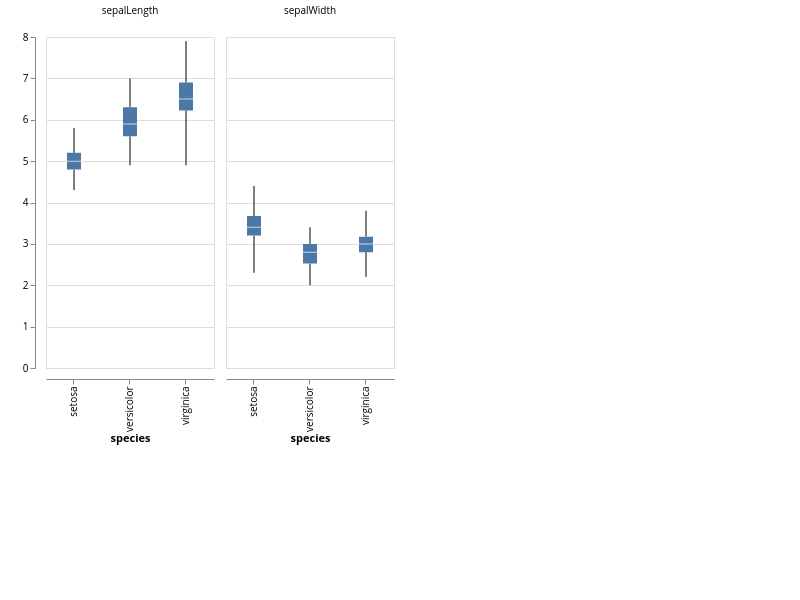 sepalLength
sepalWidth
8
7
6
5
4
3
2
1
0
setosa
versicolor
virginica
species
setosa
versicolor
virginica
species